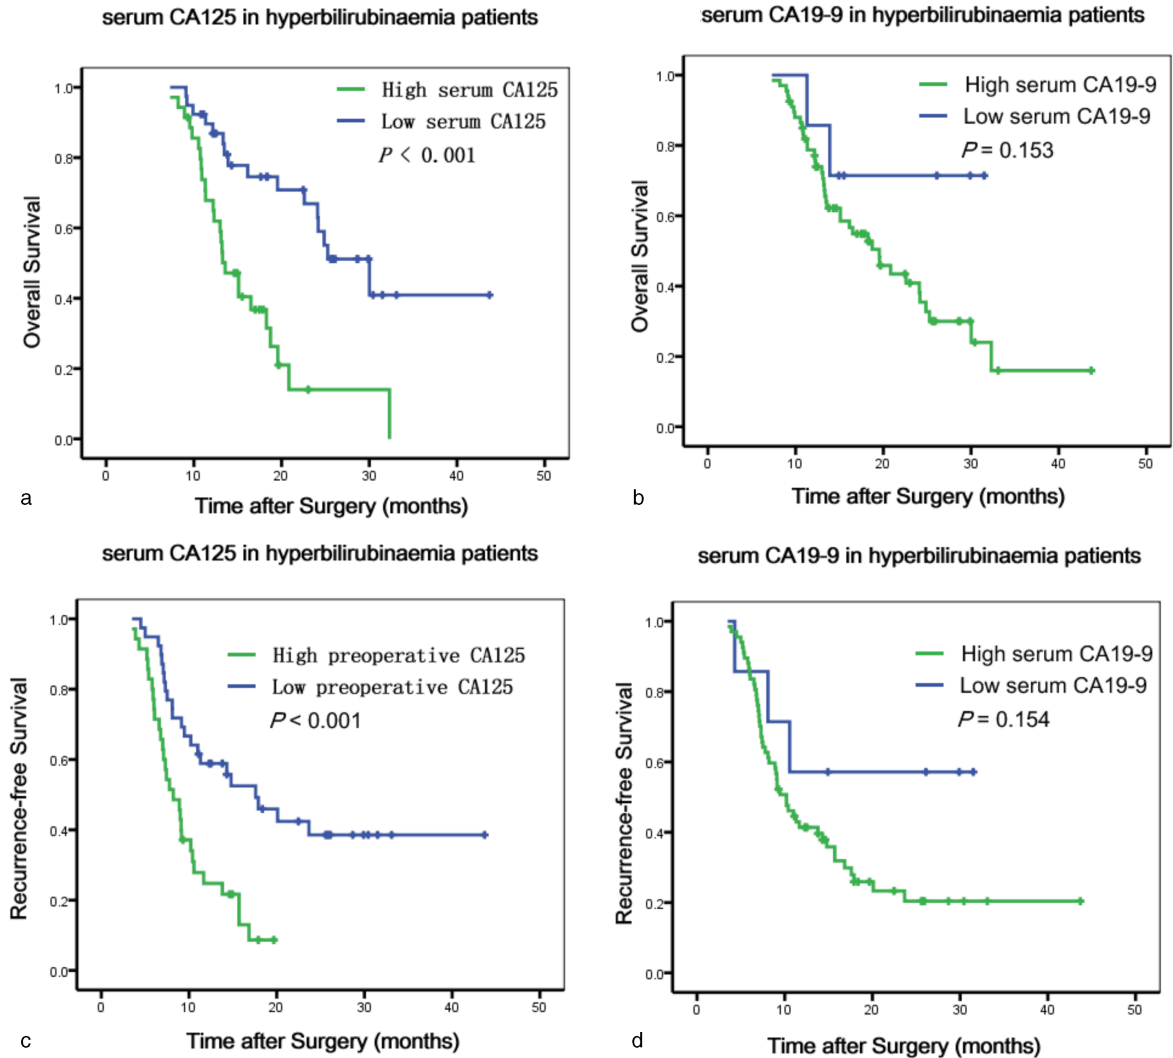 serum CA125 in hyperbilirubinaemia patients
1.0
0.8
0.6
0.4
0.2
0.0
Overall Survival
High serum CA125
Low serum CA125
P < 0.001
0 10 20 30 40 50
Time after Surgery (months)
a
serum CA19-9 in hyperbilirubinaemia patients
1.0
0.8
0.6
0.4
0.2
0.0
Overall Survival
High serum CA19-9
Low serum CA19-9
P = 0.153
0 10 20 30 40 50
Time after Surgery (months)
b
serum CA125 in hyperbilirubinaemia patients
1.0
0.8
0.6
0.4
0.2
0.0
Recurrence-free Survival
High preoperative CA125
Low preoperative CA125
P < 0.001
0 10 20 30 40 50
Time after Surgery (months)
c
serum CA19-9 in hyperbilirubinaemia patients
1.0
0.8
0.6
0.4
0.2
0.0
Recurrence-free Survival
High serum CA19-9
Low serum CA19-9
P = 0.154
0 10 20 30 40 50
Time after Surgery (months)
d